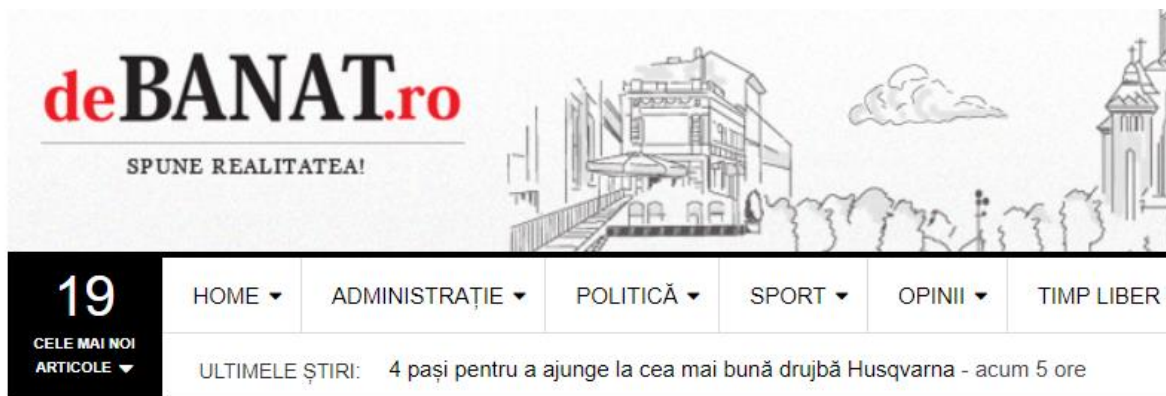 deBANAT.ro
SPUNE REALITATEA!
19
CELE MAI NOI
ARTICOLE
HOME
ADMINISTRAȚIE
POLITICĂ
SPORT
OPINII
TIMP LIBER
ULTIMELE ȘTIRI: 4 pași pentru a ajunge la cea mai bună drujbă Husqvarna - acum 5 ore